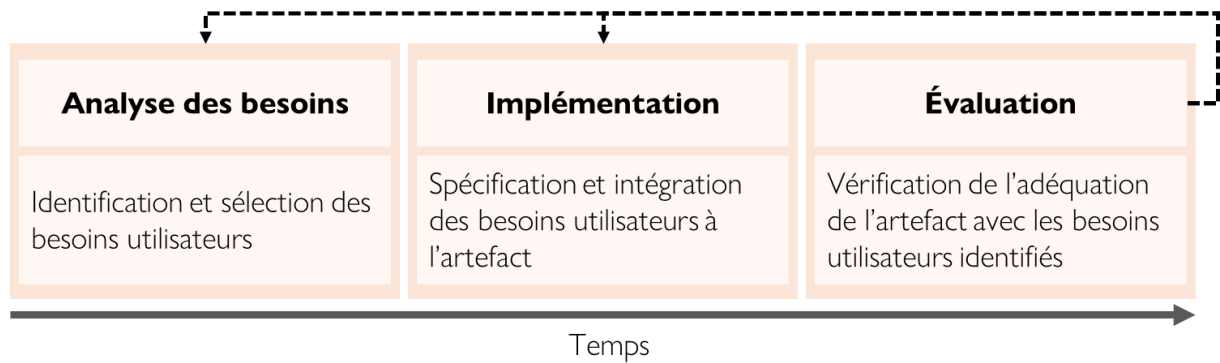 Analyse des besoins
Identification et sélection des
besoins utilisateurs
Implémentation
Spécification et intégration
des besoins utilisateurs à
l’artefact
Évaluation
Vérification de l’adéquation
de l’artefact avec les besoins
utilisateurs identifiés
Temps